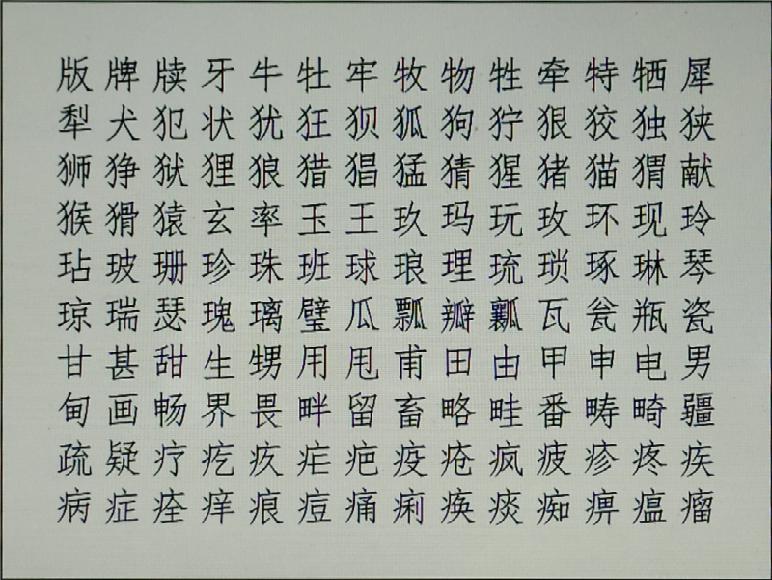 版牌牍牙牛牡牢牧物牲牵特牺犀
犁犬犯状犹狂狈狐狗狞狠狡独狭
狮狰狱狸狼猎猖猛猜猩猪猫猬献
猴猾猿玄率玉王玖玛玩玫环现玲
玷玻珊珍珠班球琅理琉琐琢琳琴
琼瑞瑟瑰璃璧瓜瓢瓣瓤瓦瓮瓶瓷
甘甚甜生甥用甩甫田由甲申电男
甸画畅界畏畔留畜略畦番畴畸疆
疏疑疗疙疚疟疤疫疮疯疲疹疼疾
病症痊痒痕痘痛痢痪痰痴痹瘟瘤